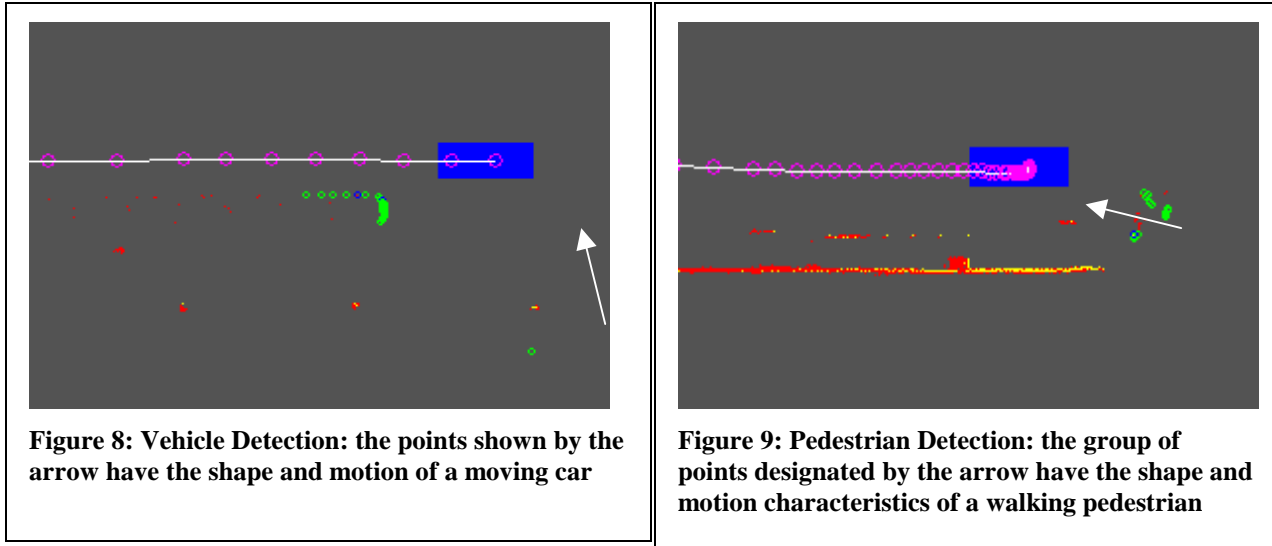 Figure 8: Vehicle Detection: the points shown by the
arrow have the shape and motion of a moving car
Figure 9: Pedestrian Detection: the group of
points designated by the arrow have the shape and
motion characteristics of a walking pedestrian